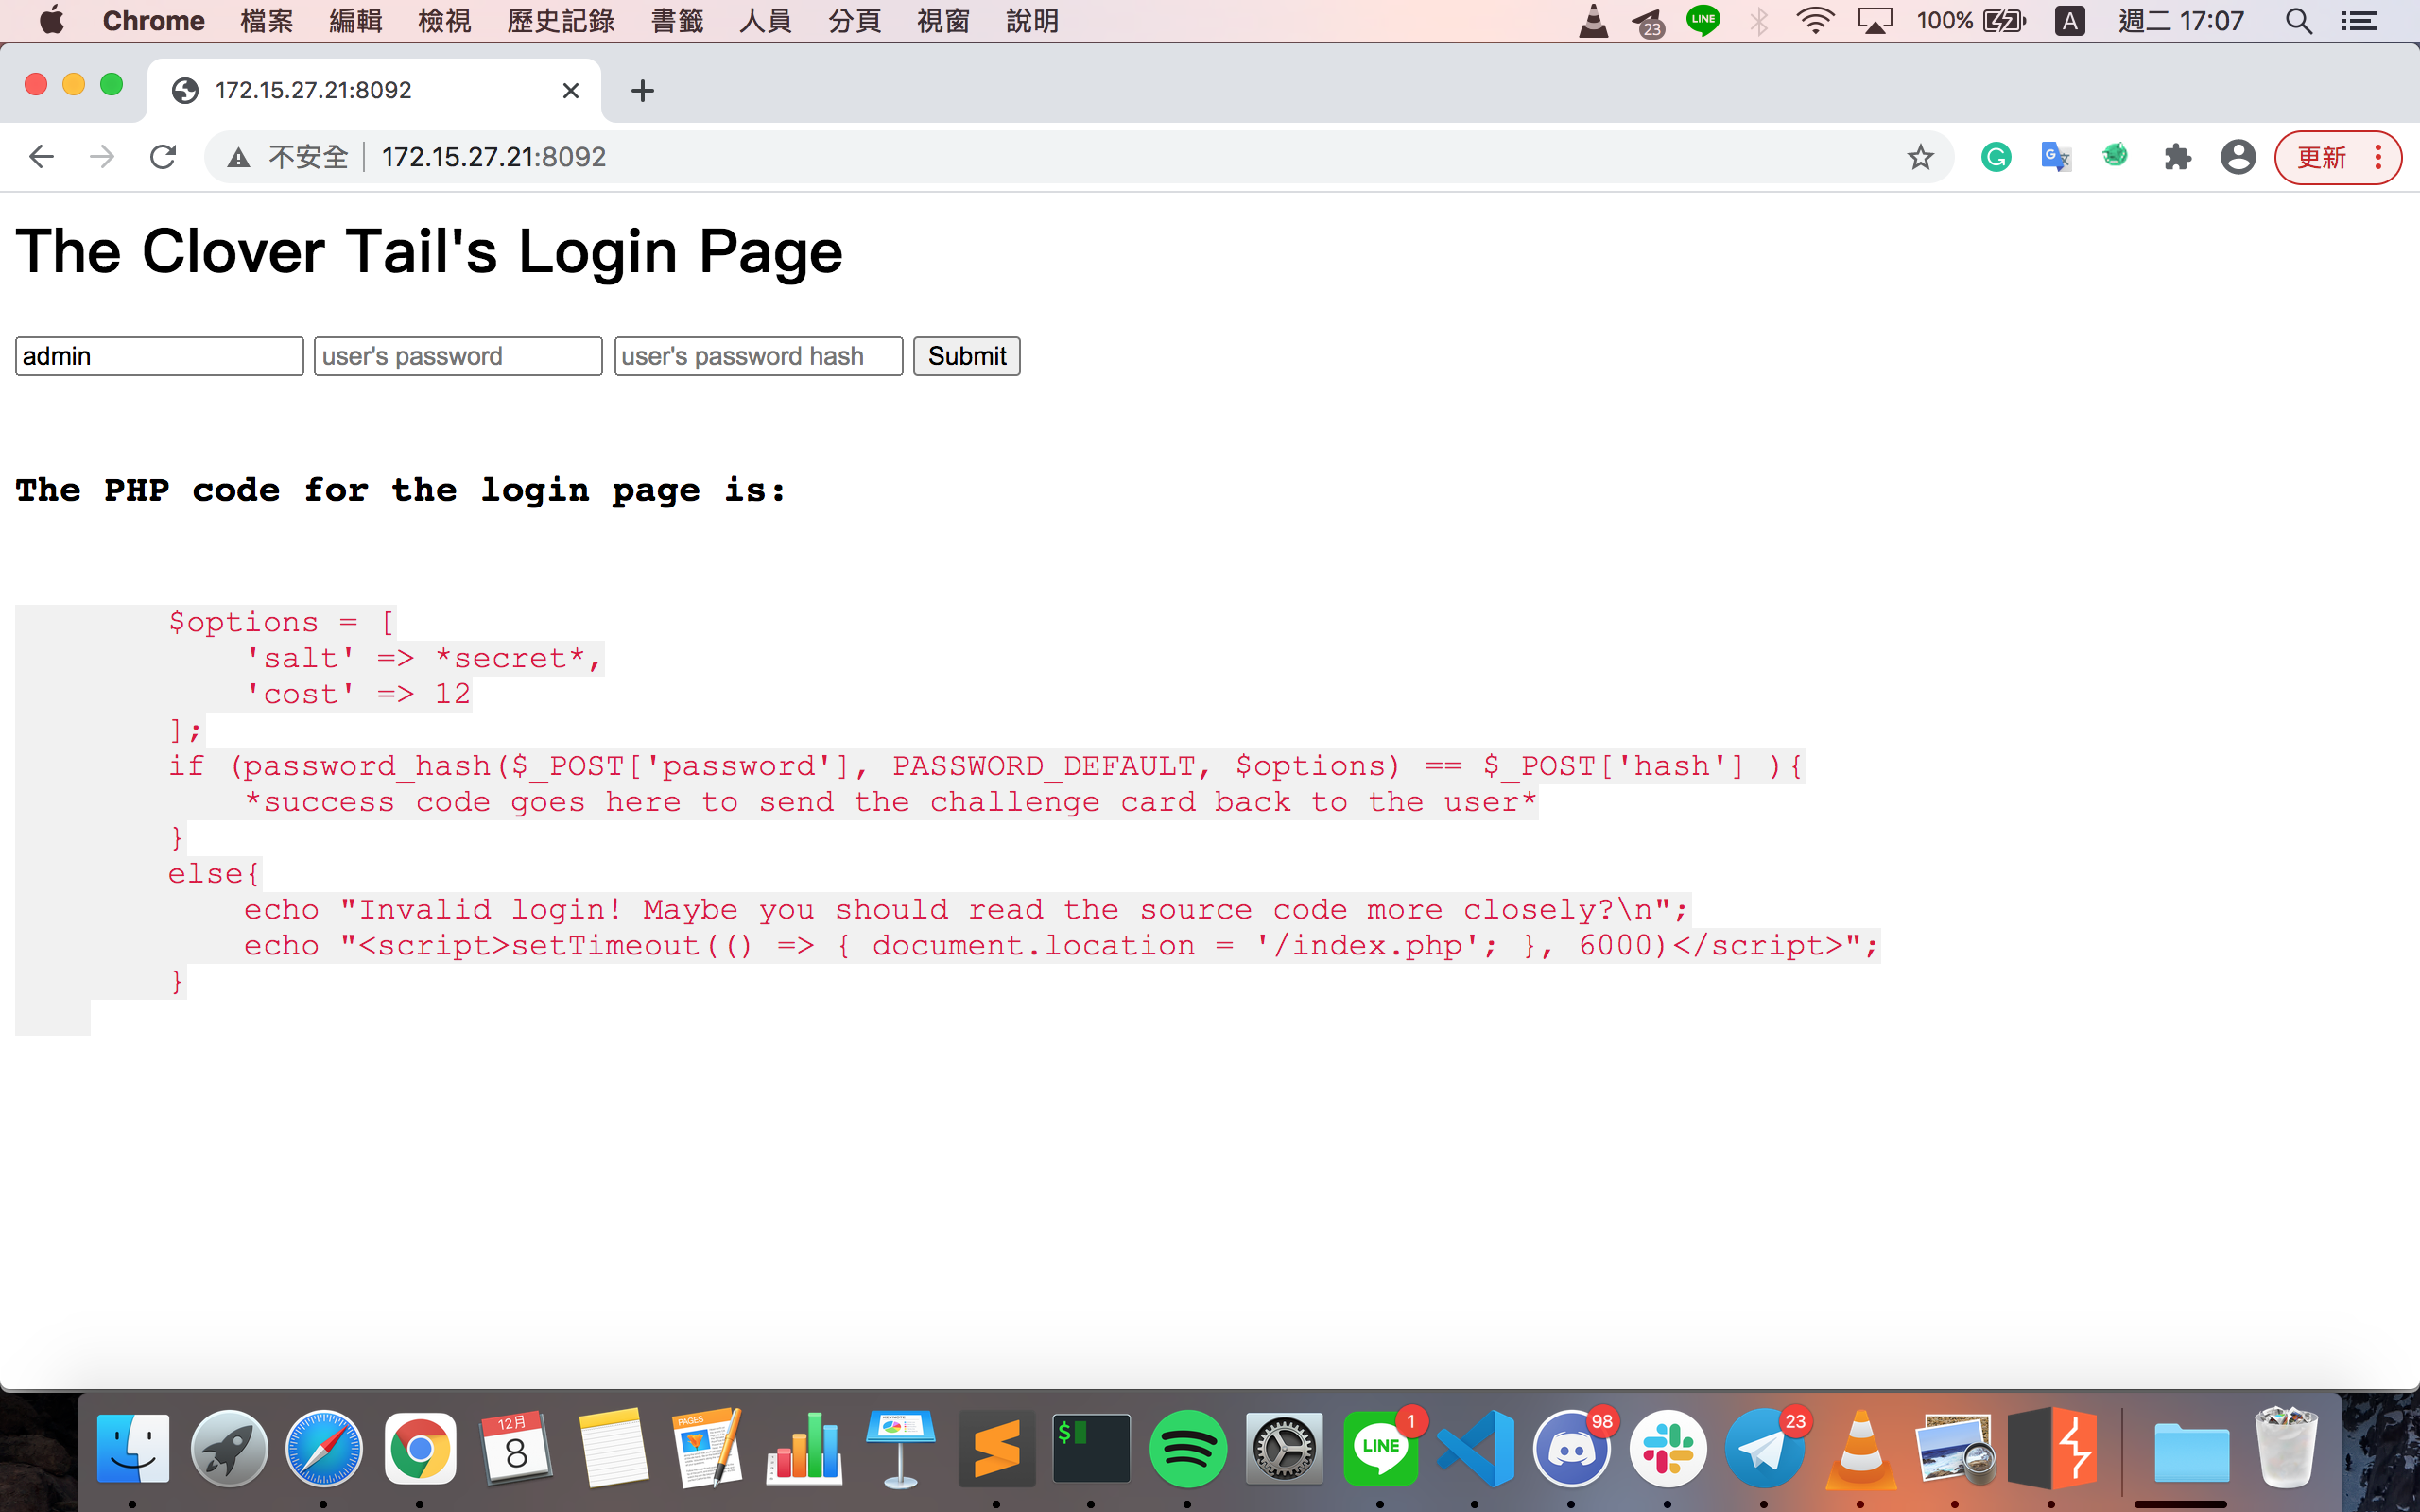 Chrome 檔案 編輯 檢視 歷史記錄 書籤 人員 分頁 視窗 說明 23 LINE 100% A 週二 17:07
172.15.27.21:8092
不安全 172.15.27.21:8092 更新
The Clover Tail's Login Page
admin user's password user's password hash Submit
The PHP code for the login page is:
$options = [
'salt' => *secret*,
'cost' => 12
];
if (password_hash($_POST['password'], PASSWORD_DEFAULT, $options) == $_POST['hash'] ){
*success code goes here to send the challenge card back to the user*
}
else{
echo "Invalid login! Maybe you should read the source code more closely?\n";
echo "<script>setTimeout(() => { document.location = '/index.php'; }, 6000)</script>";
}
12月
8
PAGES
KEYNOTE
$
LINE
1
98
23